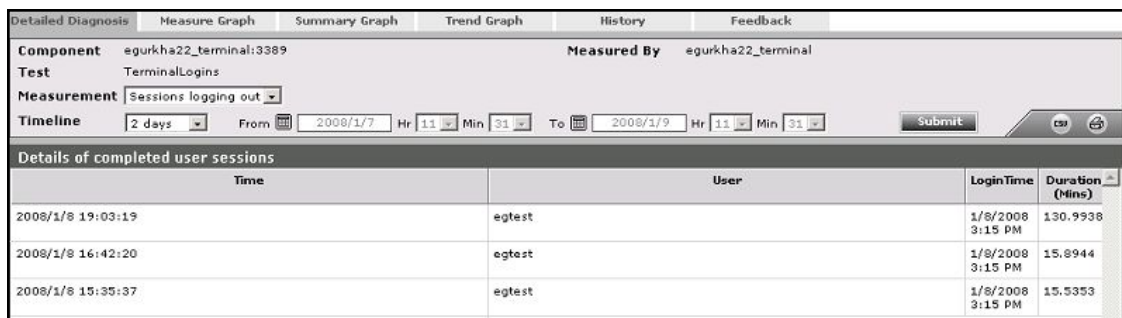 Detailed Diagnosis Measure Graph Summary Graph Trend Graph History Feedback
Component egurkha22_terminal:3389 Measured By egurkha22_terminal
Test TerminalLogins
Measurement Sessions logging out
Timeline 2 days From 2008/1/7 Hr 11 Min 31 To 2008/1/9 Hr 11 Min 31 Submit CSV
Details of completed user sessions
Time User LoginTime Duration (Mins)
2008/1/8 19:03:19 egtest 1/8/2008 3:15 PM 130.9938
2008/1/8 16:42:20 egtest 1/8/2008 3:15 PM 15.8944
2008/1/8 15:35:37 egtest 1/8/2008 3:15 PM 15.5353